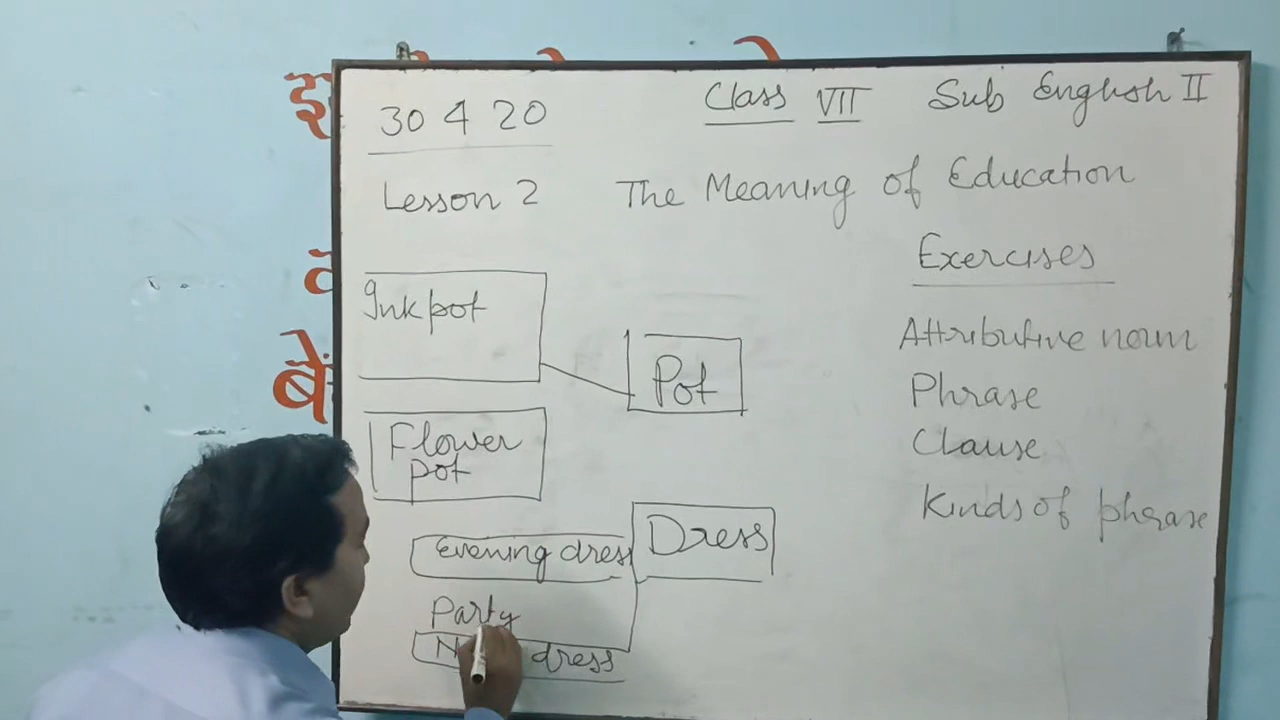 30 4 20
Class VII Sub English II
Lesson 2 The Meaning of Education
Exercises
Inkpot
Pot
Attributive noun
Phrase
Flower
pot
Clause
Kinds of phrase
Evening dress
Dress
Party
dress
बें